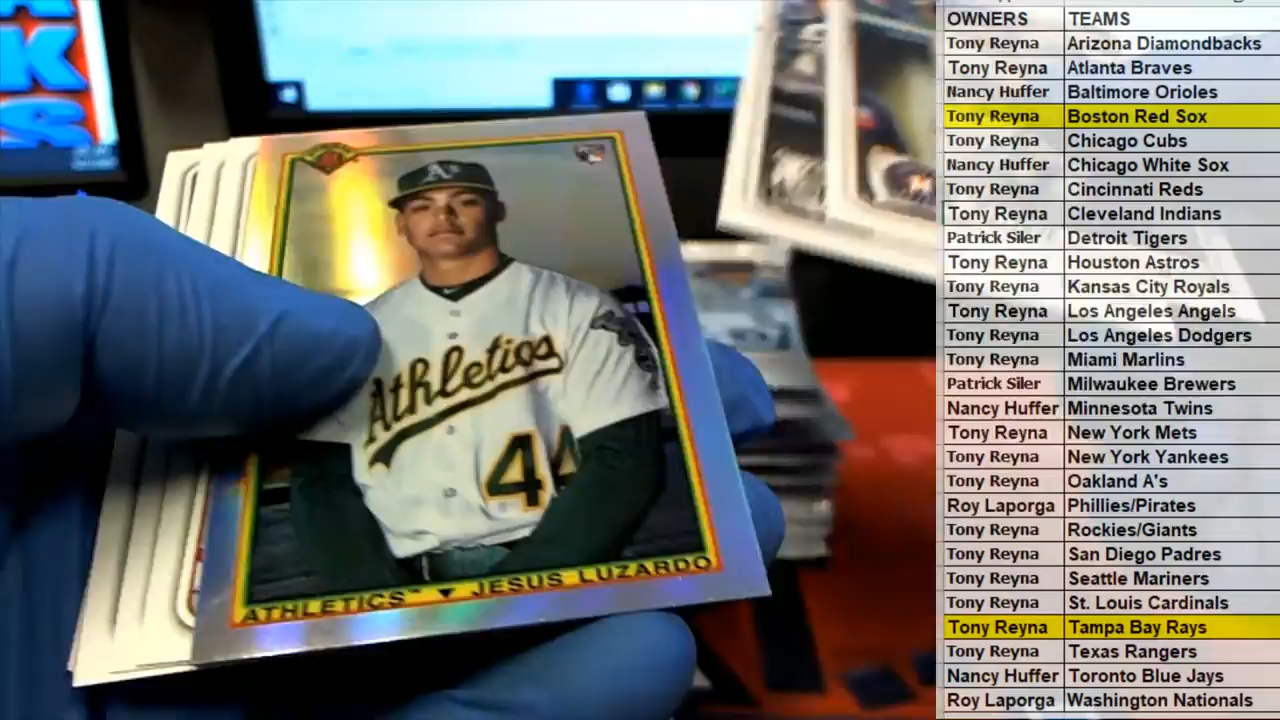 K
S
A's
Athletics
44
ATHLETICS™ ▼ JESUS LUZARDO
OWNERS TEAMS
Tony Reyna Arizona Diamondbacks
Tony Reyna Atlanta Braves
Nancy Huffer Baltimore Orioles
Tony Reyna Boston Red Sox
Tony Reyna Chicago Cubs
Nancy Huffer Chicago White Sox
Tony Reyna Cincinnati Reds
Tony Reyna Cleveland Indians
Patrick Siler Detroit Tigers
Tony Reyna Houston Astros
Tony Reyna Kansas City Royals
Tony Reyna Los Angeles Angels
Tony Reyna Los Angeles Dodgers
Tony Reyna Miami Marlins
Patrick Siler Milwaukee Brewers
Nancy Huffer Minnesota Twins
Tony Reyna New York Mets
Tony Reyna New York Yankees
Tony Reyna Oakland A's
Roy Laporga Phillies/Pirates
Tony Reyna Rockies/Giants
Tony Reyna San Diego Padres
Tony Reyna Seattle Mariners
Tony Reyna St. Louis Cardinals
Tony Reyna Tampa Bay Rays
Tony Reyna Texas Rangers
Nancy Huffer Toronto Blue Jays
Roy Laporga Washington Nationals